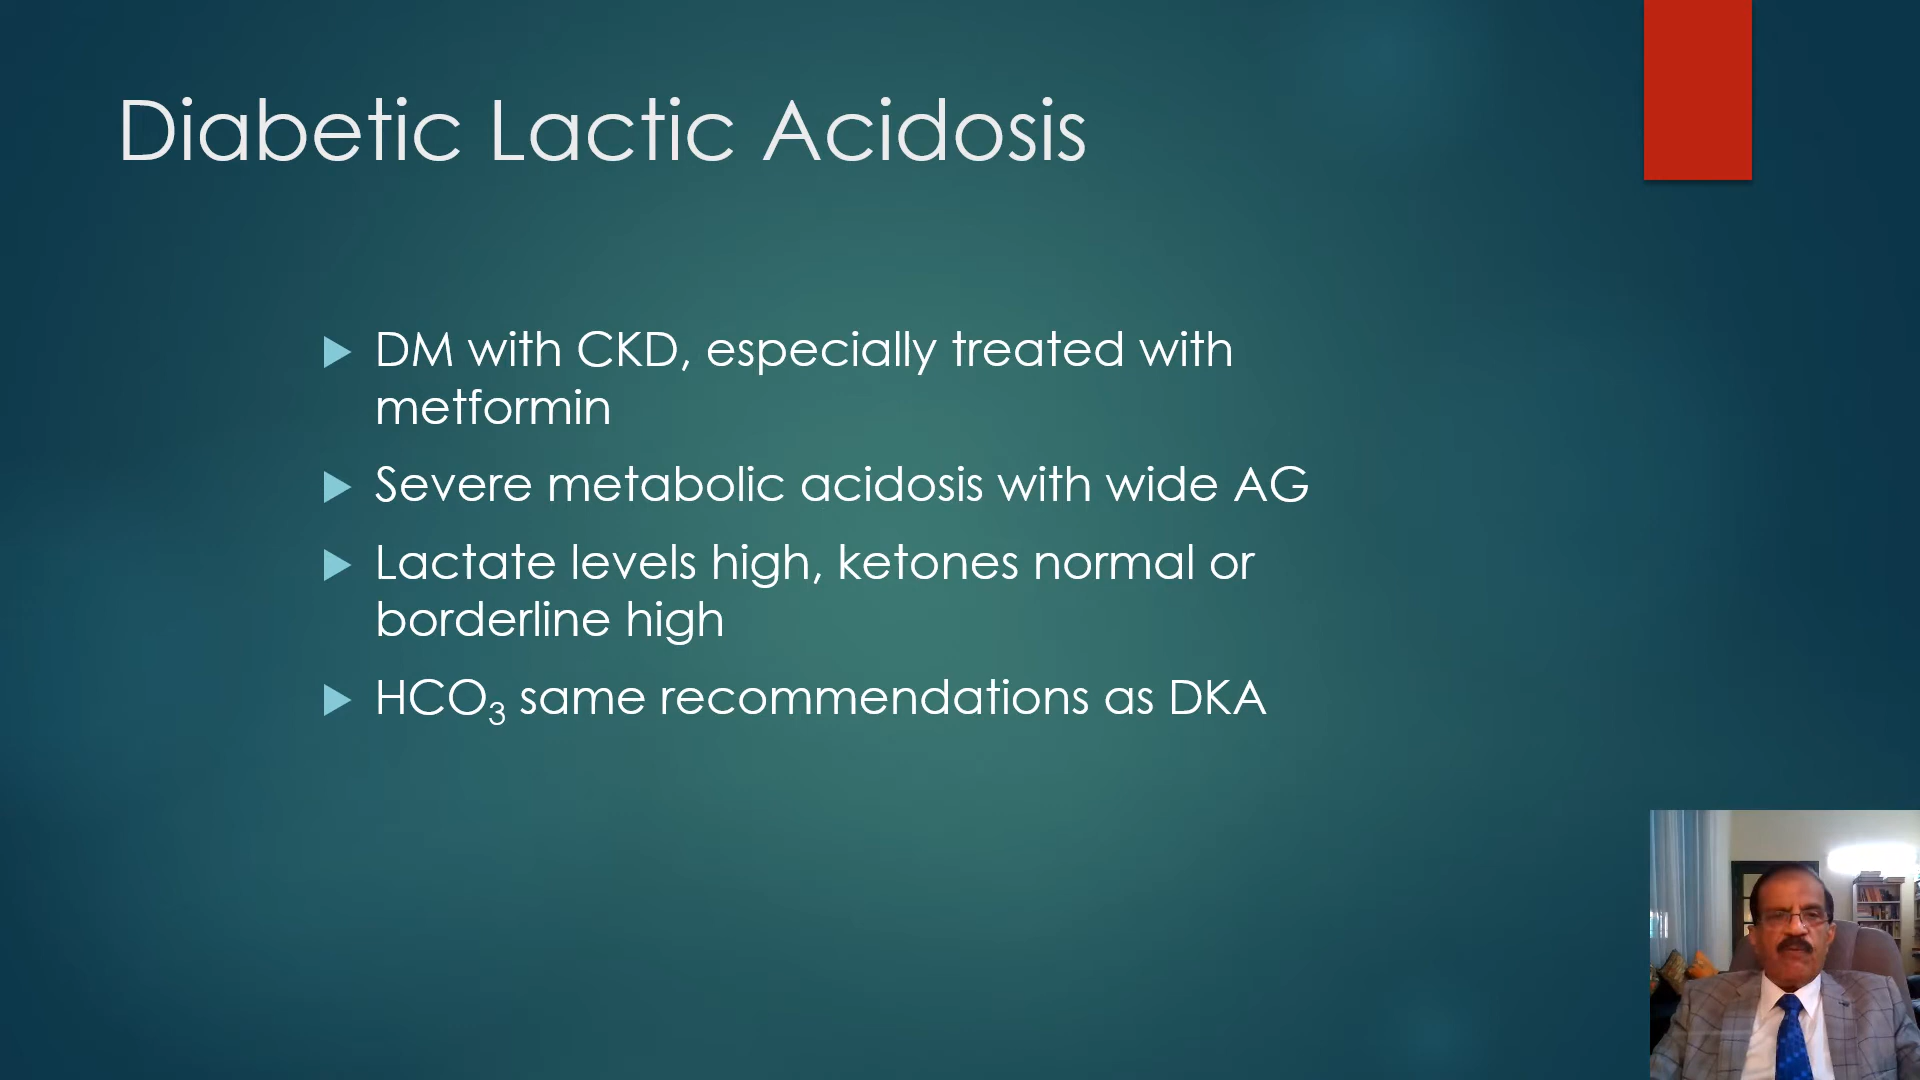 Diabetic Lactic Acidosis
DM with CKD, especially treated with
metformin
Severe metabolic acidosis with wide AG
Lactate levels high, ketones normal or
borderline high
HCO₃ same recommendations as DKA